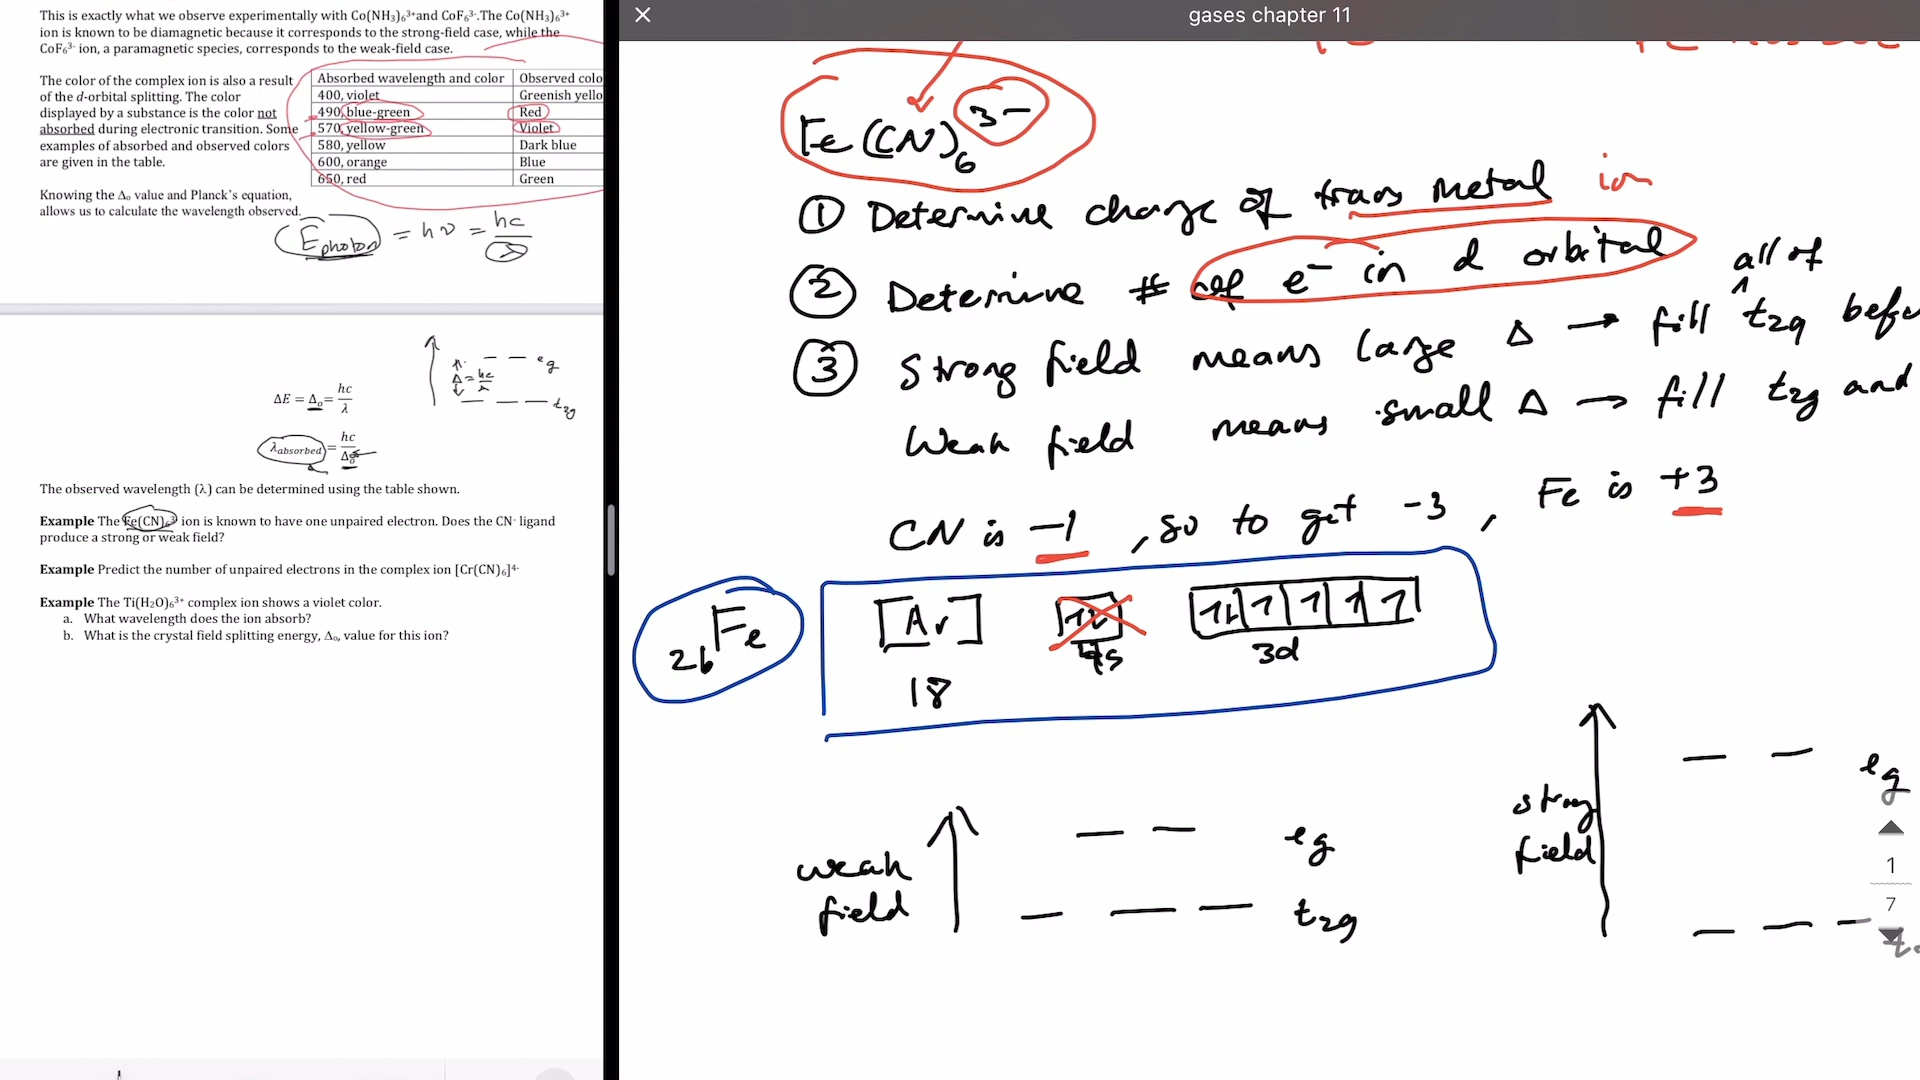 This is exactly what we observe experimentally with Co(NH₃)₆³⁺and CoF₆³⁻.The Co(NH₃)₆³⁺
ion is known to be diamagnetic because it corresponds to the strong-field case, while the
CoF₆³⁻ ion, a paramagnetic species, corresponds to the weak-field case.
The color of the complex ion is also a result
of the d-orbital splitting. The color
displayed by a substance is the color not
absorbed during electronic transition. Some
examples of absorbed and observed colors
are given in the table.
Absorbed wavelength and color Observed colo
400, violet Greenish yello
490, blue-green Red
570, yellow-green Violet
580, yellow Dark blue
600, orange Blue
650, red Green
Knowing the Δₒ value and Planck's equation,
allows us to calculate the wavelength observed.
E photon = hν = hc/λ
e g
Δ = hc/λ
t2g
ΔE = Δₒ= hc/λ
λabsorbed = hc/Δₒ
The observed wavelength (λ) can be determined using the table shown.
Example The Fe(CN)₆³⁻ ion is known to have one unpaired electron. Does the CN⁻ ligand
produce a strong or weak field?
Example Predict the number of unpaired electrons in the complex ion [Cr(CN)₆]⁴⁻
Example The Ti(H₂O)₆³⁺ complex ion shows a violet color.
a. What wavelength does the ion absorb?
b. What is the crystal field splitting energy, Δₒ, value for this ion?
× gases chapter 11
Fe(CN)₆ 3-
① Determine charge of trans metal ion
② Determine # of e⁻ in d orbital
③ Strong field means large Δ → fill all of t2g befo
Weak field means small Δ → fill t2g and
CN is -1, so to get -3, Fe is +3
26Fe [Ar] 4s 3d
18
weak field eg t2g
strong field eg
1
7